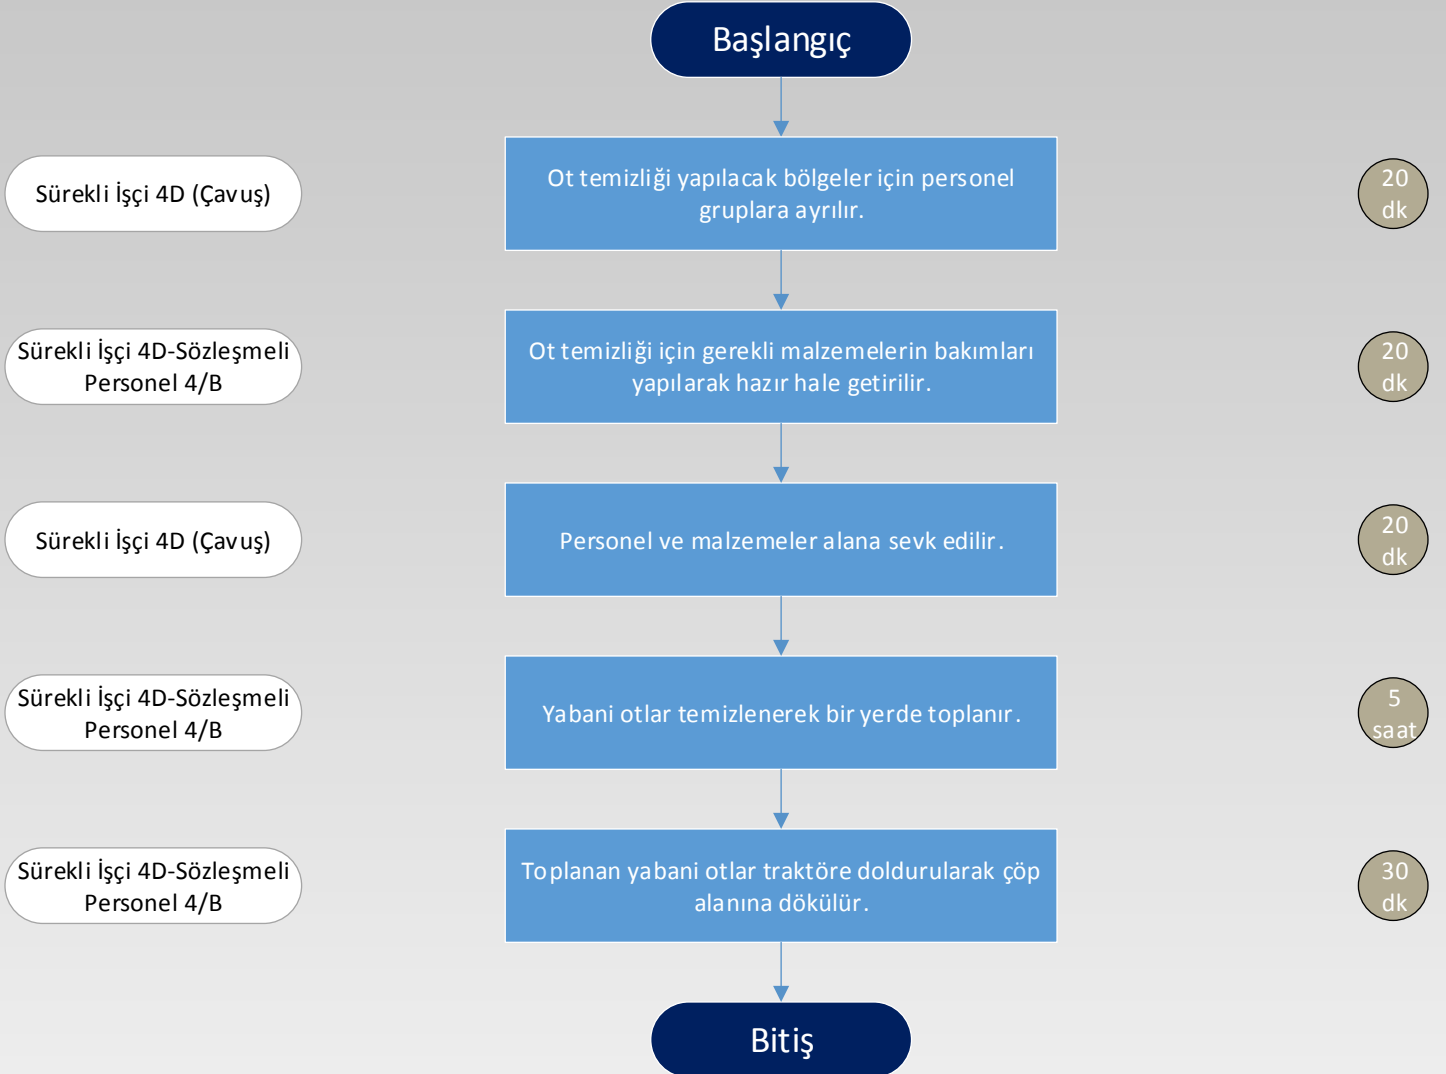 Başlangıç
Sürekli İşçi 4D (Çavuş)
Ot temizliği yapılacak bölgeler için personel
gruplara ayrılır.
20
dk
Sürekli İşçi 4D-Sözleşmeli
Personel 4/B
Ot temizliği için gerekli malzemelerin bakımları
yapılarak hazır hale getirilir.
20
dk
Sürekli İşçi 4D (Çavuş)
Personel ve malzemeler alana sevk edilir.
20
dk
Sürekli İşçi 4D-Sözleşmeli
Personel 4/B
Yabani otlar temizlenerek bir yerde toplanır.
5
saat
Sürekli İşçi 4D-Sözleşmeli
Personel 4/B
Toplanan yabani otlar traktöre doldurularak çöp
alanına dökülür.
30
dk
Bitiş